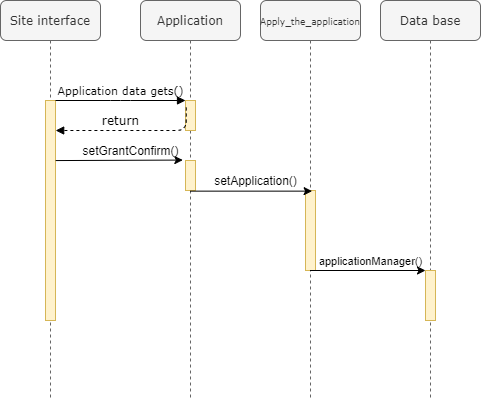 Site interface
Application
Apply_the_application
Data base
Application data gets()
return
setGrantConfirm()
setApplication()
applicationManager()